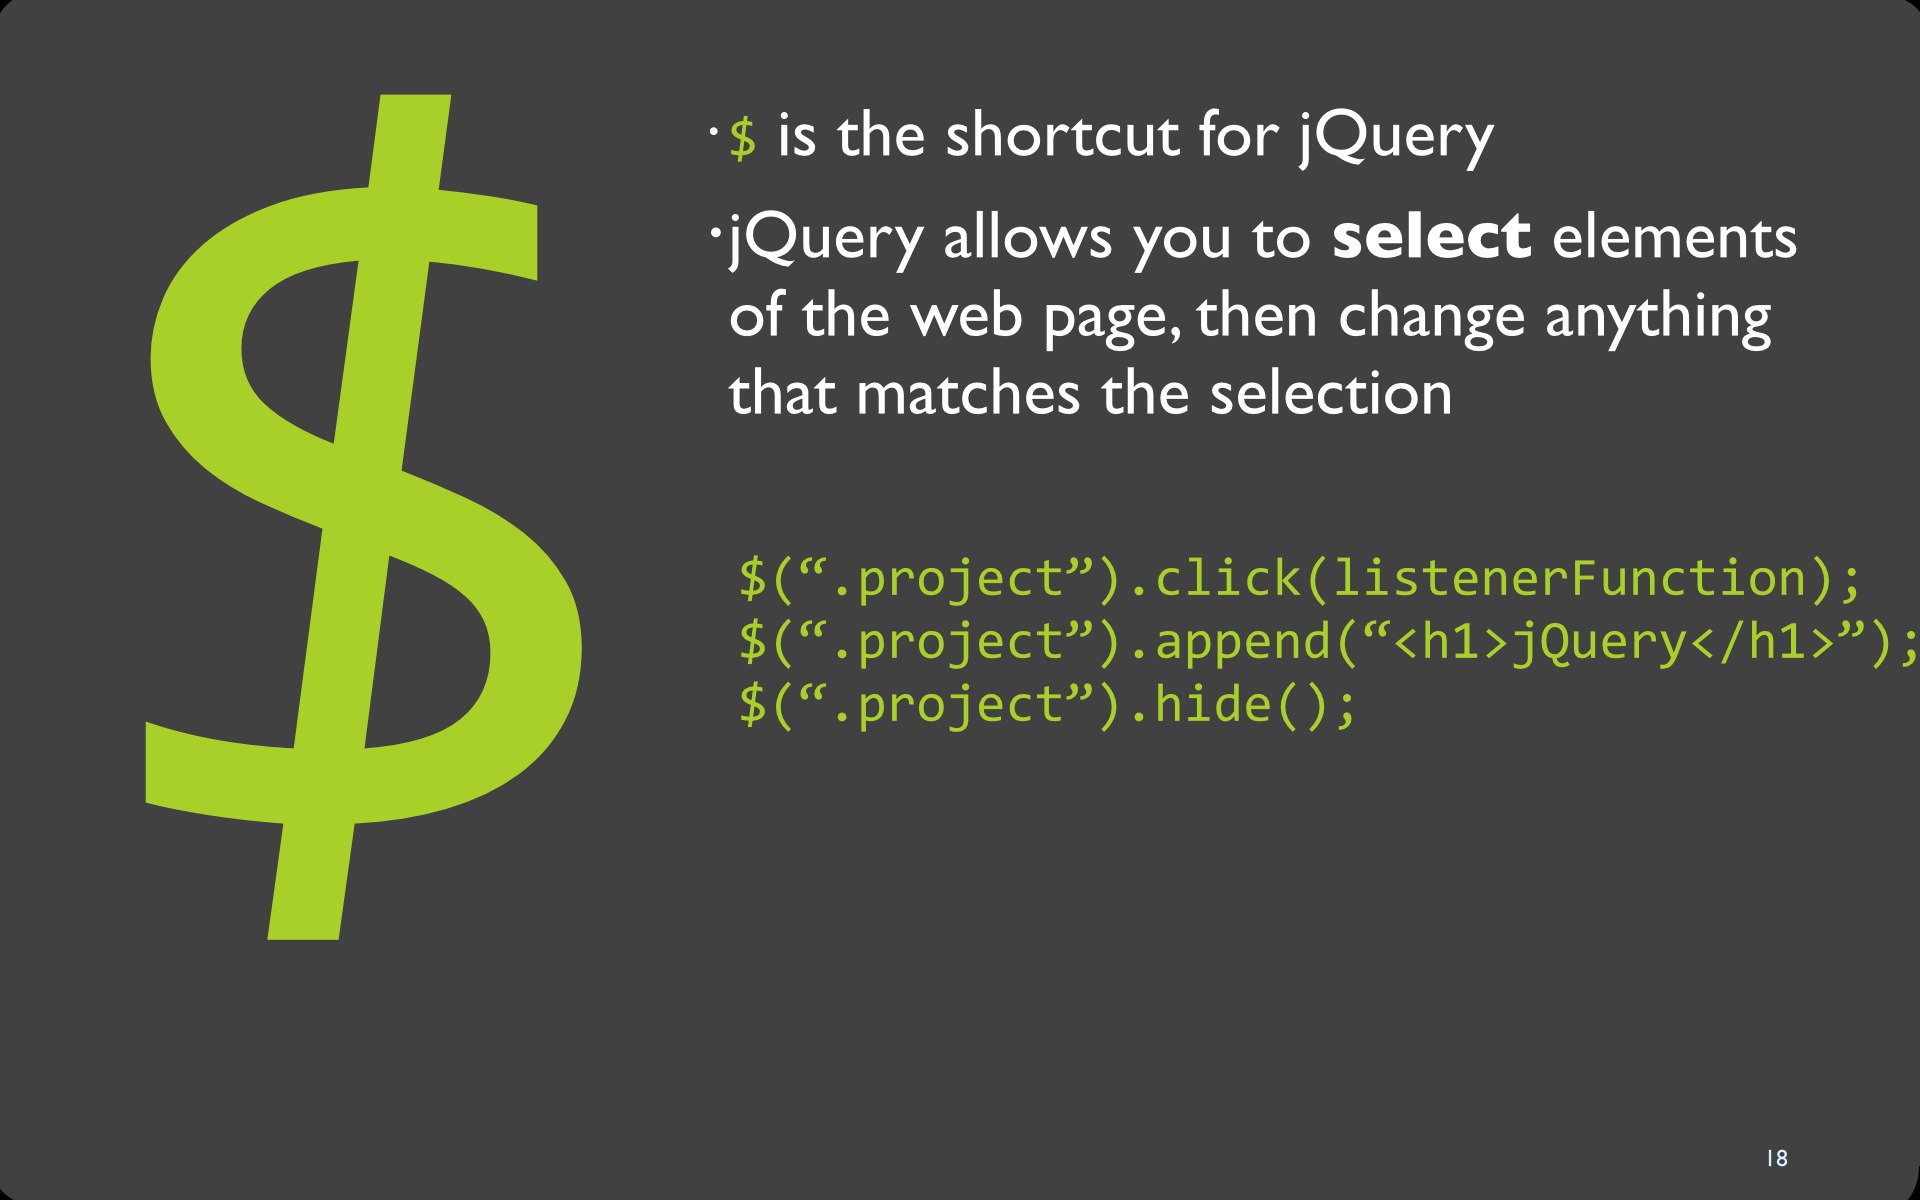 $
· $ is the shortcut for jQuery
· jQuery allows you to select elements
of the web page, then change anything
that matches the selection
$(“.project”).click(listenerFunction);
$(“.project”).append(“<h1>jQuery</h1>”);
$(“.project”).hide();
18